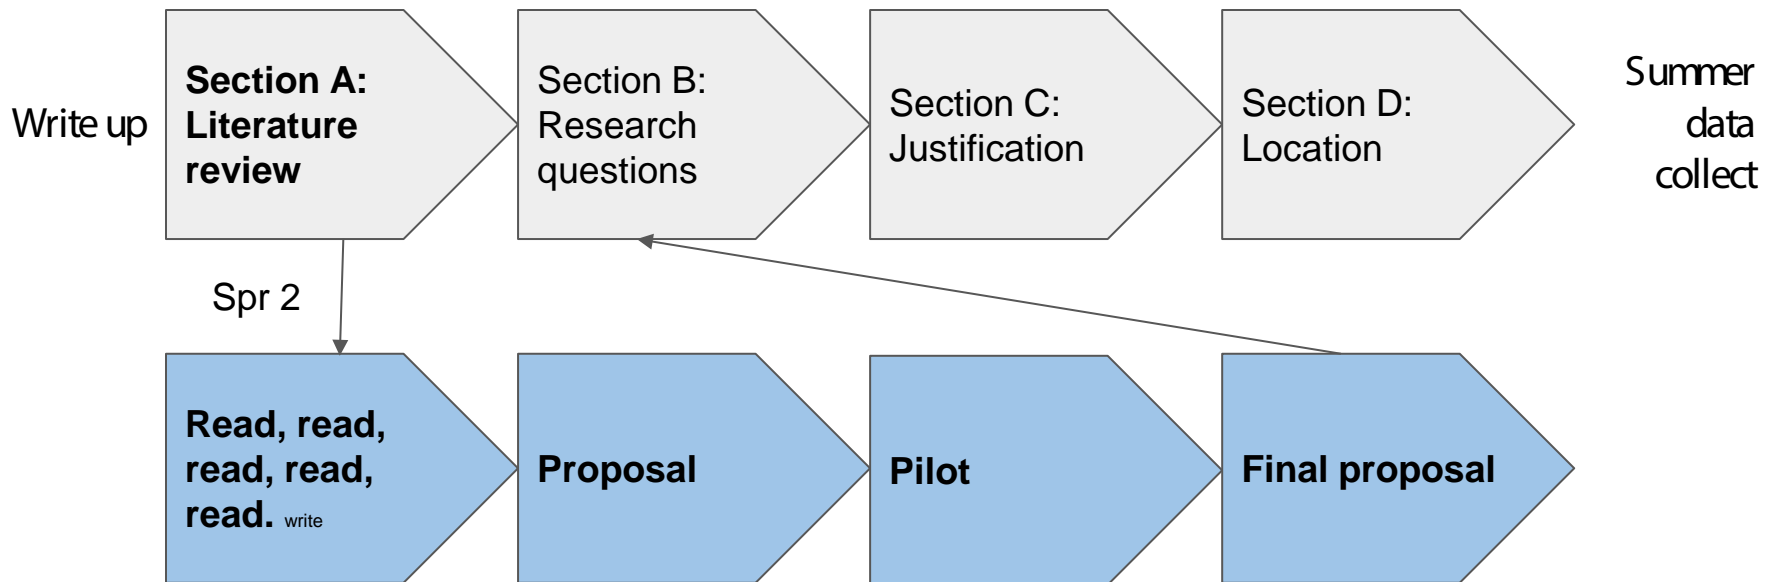 Write up
Section A:
Literature
review
Section B:
Research
questions
Section C:
Justification
Section D:
Location
Summer
data
collect
Spr 2
Read, read,
read, read,
read. write
Proposal
Pilot
Final proposal